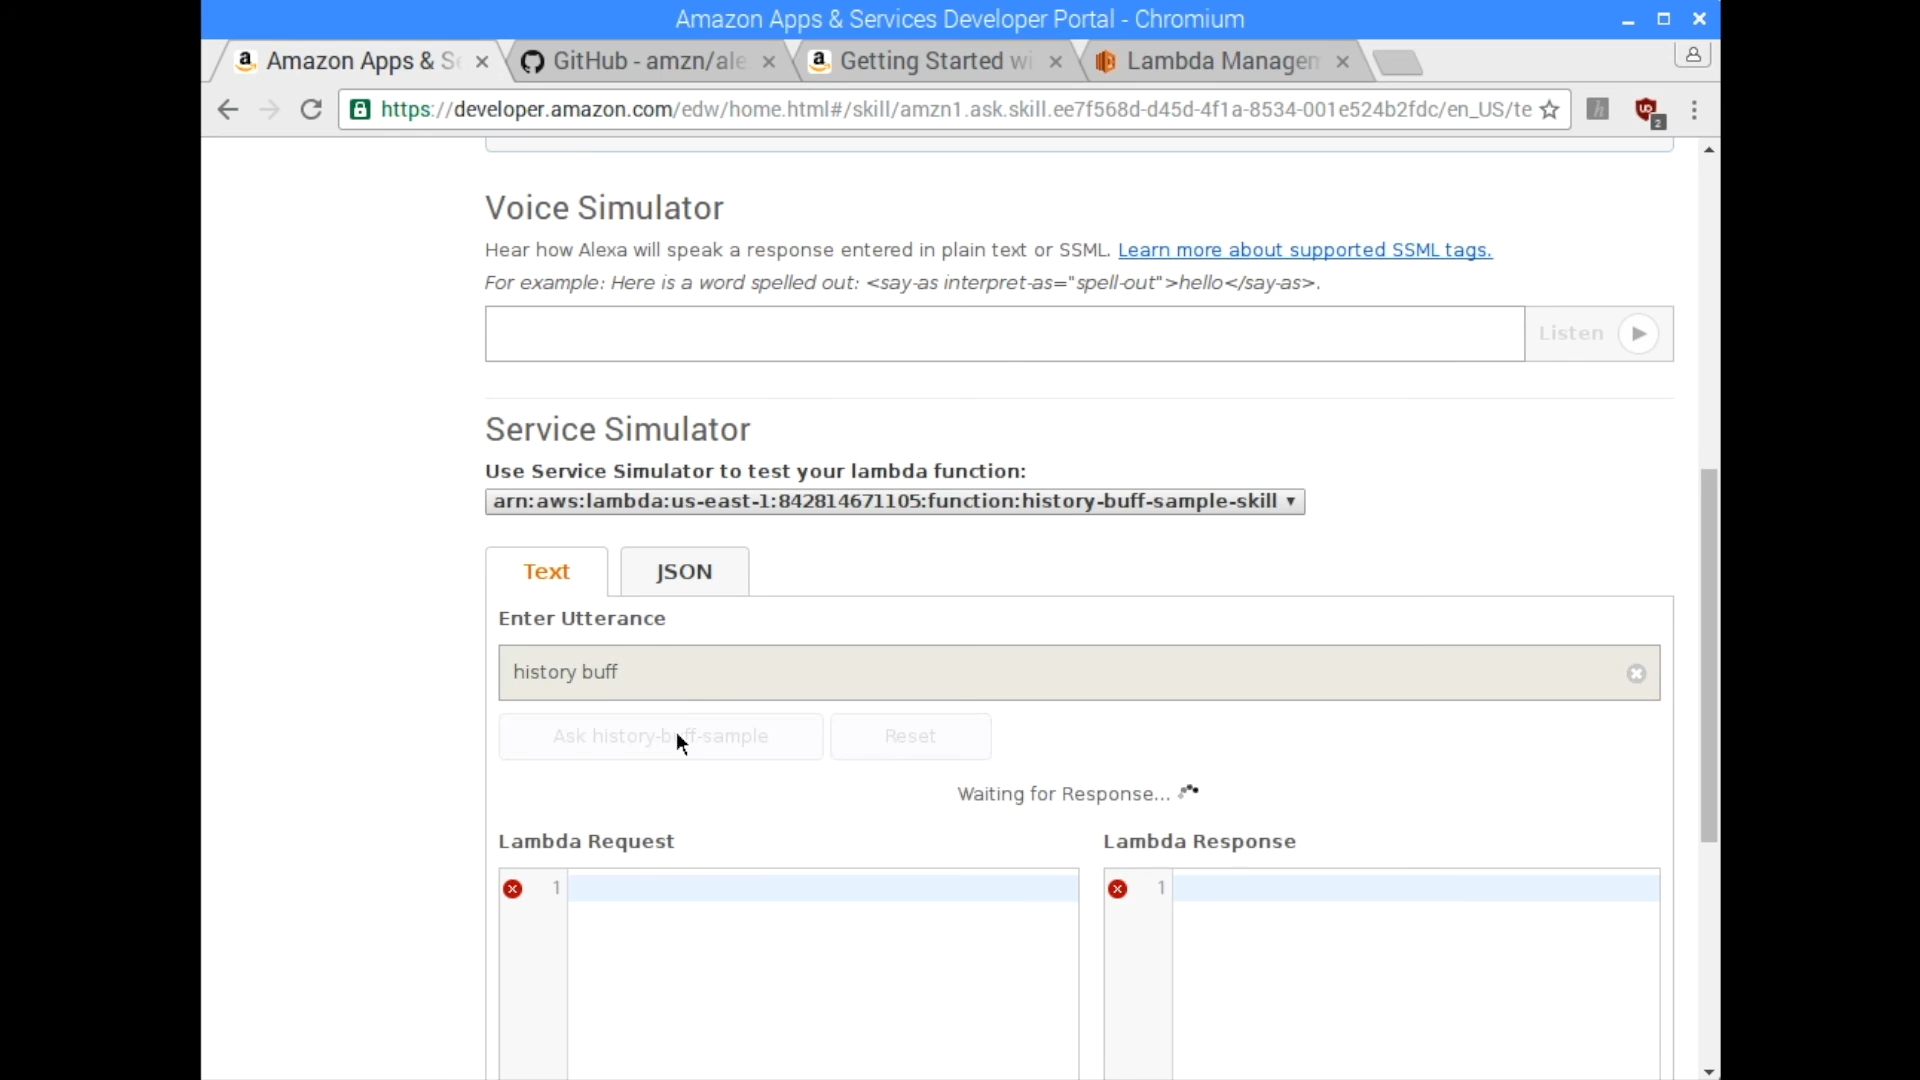 Amazon Apps & Services Developer Portal - Chromium
Amazon Apps & Se
GitHub - amzn/ale
Getting Started wi
Lambda Managem
https://developer.amazon.com/edw/home.html#/skill/amzn1.ask.skill.ee7f568d-d45d-4f1a-8534-001e524b2fdc/en_US/te
2
Voice Simulator
Hear how Alexa will speak a response entered in plain text or SSML. Learn more about supported SSML tags.
For example: Here is a word spelled out: <say-as interpret-as="spell-out">hello</say-as>.
Listen
Service Simulator
Use Service Simulator to test your lambda function:
arn:aws:lambda:us-east-1:842814671105:function:history-buff-sample-skill
Text
JSON
Enter Utterance
history buff
Ask history-buff-sample
Reset
Waiting for Response...
Lambda Request
Lambda Response
1
1